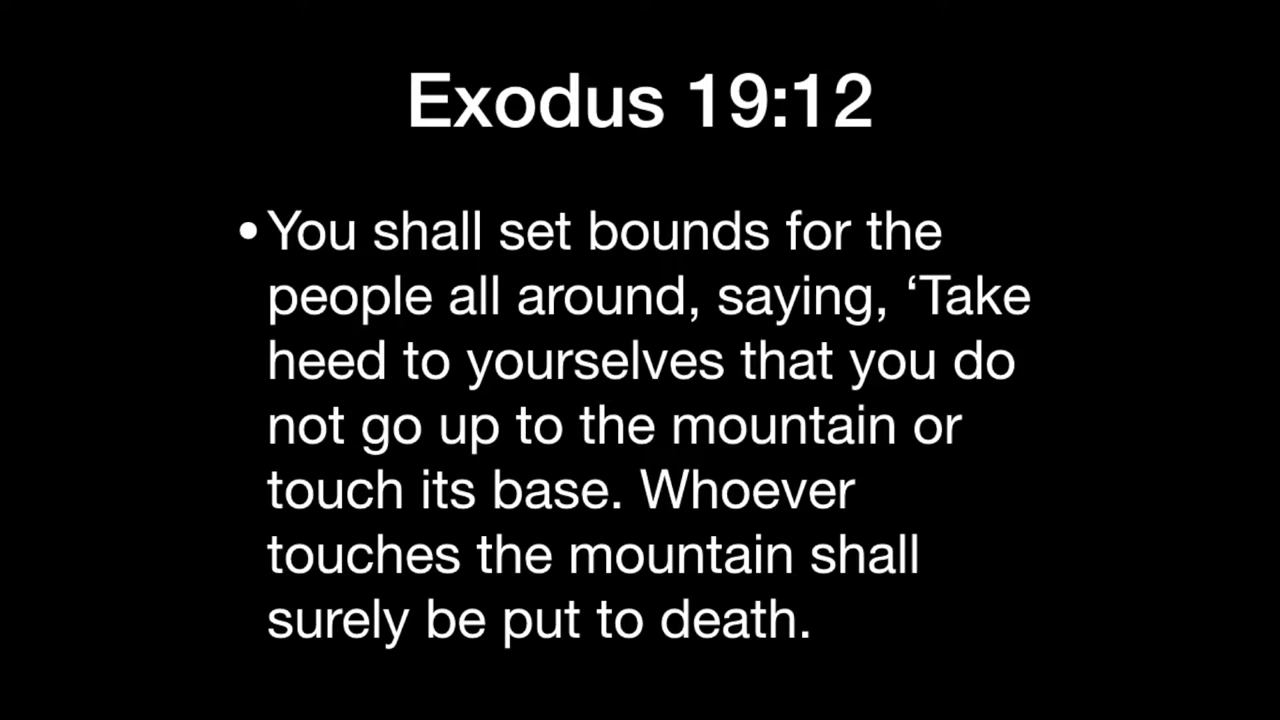 Exodus 19:12
•You shall set bounds for the
people all around, saying, ‘Take
heed to yourselves that you do
not go up to the mountain or
touch its base. Whoever
touches the mountain shall
surely be put to death.